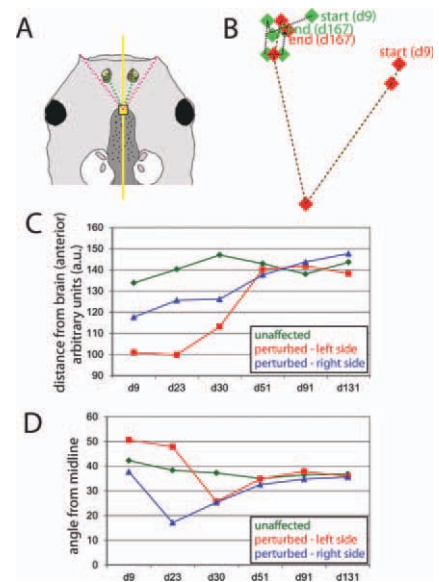 A
B
start (d9)
end (d167)
end (d167)
start (d9)
C
distance from brain (anterior)
arbitrary units (a.u.)
160
150
140
130
120
110
100
90
d9 d23 d30 d51 d91 d131
unaffected
perturbed - left side
perturbed - right side
D
angle from midline
60
50
40
30
20
10
0
d9 d23 d30 d51 d91 d131
unaffected
perturbed - left side
perturbed - right side